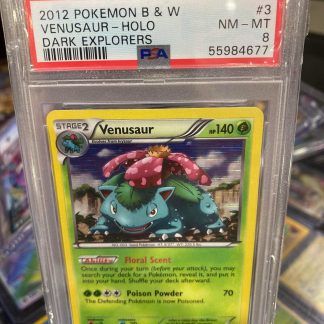 2012 POKEMON B & W #3
VENUSAUR - HOLO NM - MT
DARK EXPLORERS 8
PSA 55984677
STAGE 2 Venusaur HP 140
Ability Floral Scent
Once during your turn (before your attack), you may
search your deck for a Pokémon, reveal it, and put it
into your hand. Shuffle your deck afterward.
Poison Powder 70
The Defending Pokémon is now Poisoned.